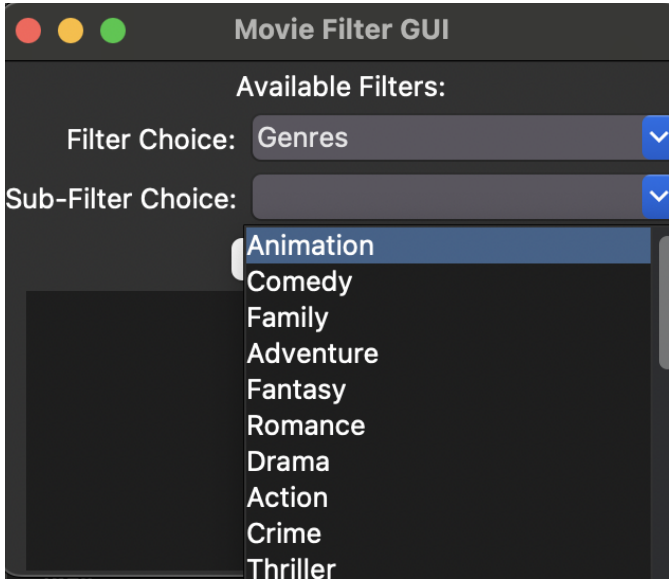 Movie Filter GUI
Available Filters:
Filter Choice: Genres
Sub-Filter Choice:
Animation
Comedy
Family
Adventure
Fantasy
Romance
Drama
Action
Crime
Thriller